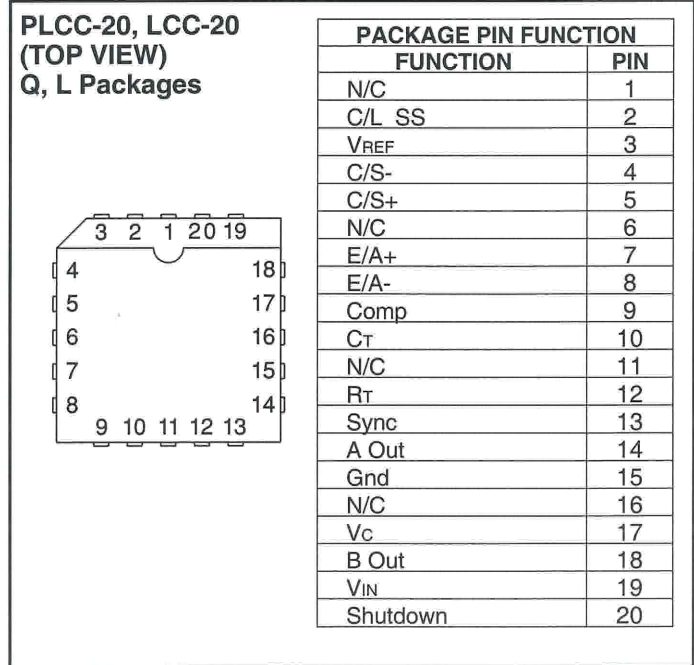 PLCC-20, LCC-20
(TOP VIEW)
Q, L Packages
3 2 1 20 19
4 18
5 17
6 16
7 15
8 14
9 10 11 12 13
PACKAGE PIN FUNCTION
FUNCTION PIN
N/C 1
C/L SS 2
VREF 3
C/S- 4
C/S+ 5
N/C 6
E/A+ 7
E/A- 8
Comp 9
CT 10
N/C 11
RT 12
Sync 13
A Out 14
Gnd 15
N/C 16
VC 17
B Out 18
VIN 19
Shutdown 20